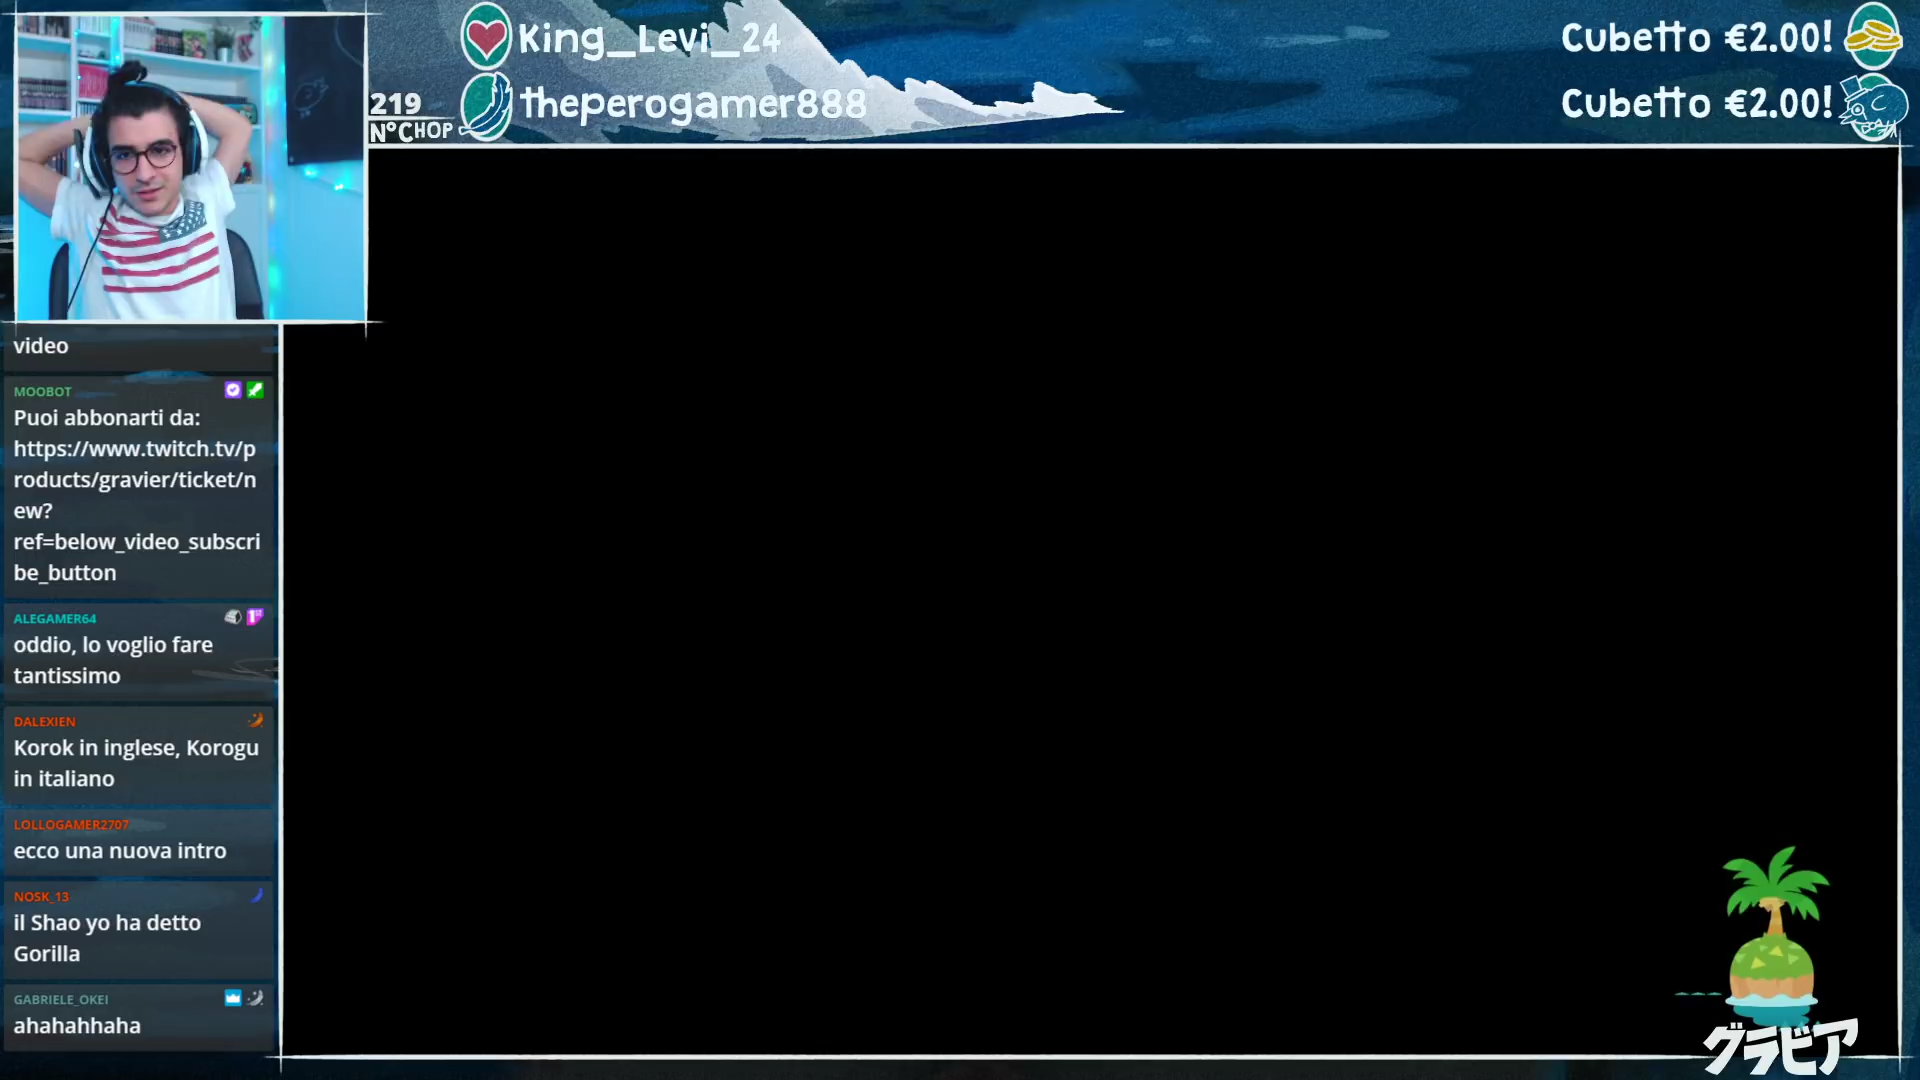 King_Levi_24
219
N°CHOP
theperogamer888
Cubetto €2.00!
Cubetto €2.00!
video
MOOBOT
Puoi abbonarti da:
https://www.twitch.tv/p
roducts/gravier/ticket/n
ew?
ref=below_video_subscri
be_button
ALEGAMER64
oddio, lo voglio fare
tantissimo
DALEXIEN
Korok in inglese, Korogu
in italiano
LOLLOGAMER2707
ecco una nuova intro
NOSK_13
il Shao yo ha detto
Gorilla
GABRIELE_OKEI
ahahahhaha
グラビア